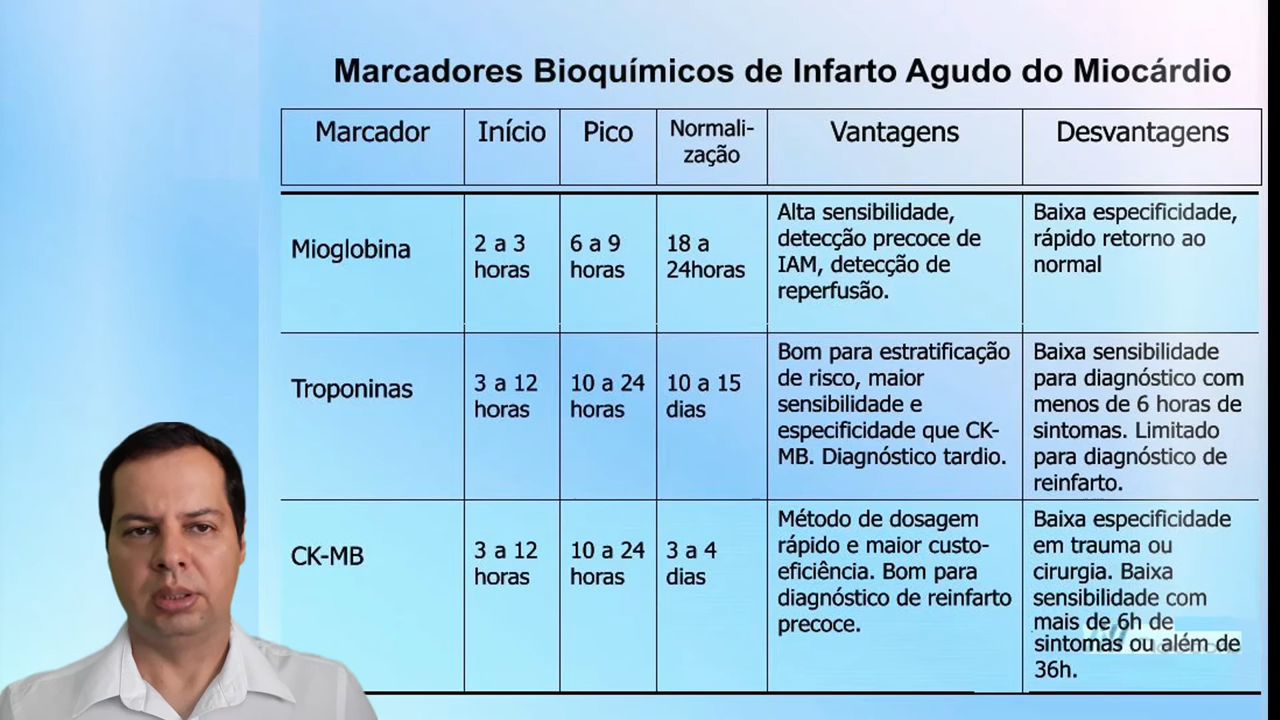 Marcadores Bioquímicos de Infarto Agudo do Miocárdio
Marcador
Início
Pico
Normali-
zação
Vantagens
Desvantagens
Mioglobina
2 a 3
horas
6 a 9
horas
18 a
24horas
Alta sensibilidade,
detecção precoce de
IAM, detecção de
reperfusão.
Baixa especificidade,
rápido retorno ao
normal
Troponinas
3 a 12
horas
10 a 24
horas
10 a 15
dias
Bom para estratificação
de risco, maior
sensibilidade e
especificidade que CK-
MB. Diagnóstico tardio.
Baixa sensibilidade
para diagnóstico com
menos de 6 horas de
sintomas. Limitado
para diagnóstico de
reinfarto.
CK-MB
3 a 12
horas
10 a 24
horas
3 a 4
dias
Método de dosagem
rápido e maior custo-
eficiência. Bom para
diagnóstico de reinfarto
precoce.
Baixa especificidade
em trauma ou
cirurgia. Baixa
sensibilidade com
mais de 6h de
sintomas ou além de
36h.